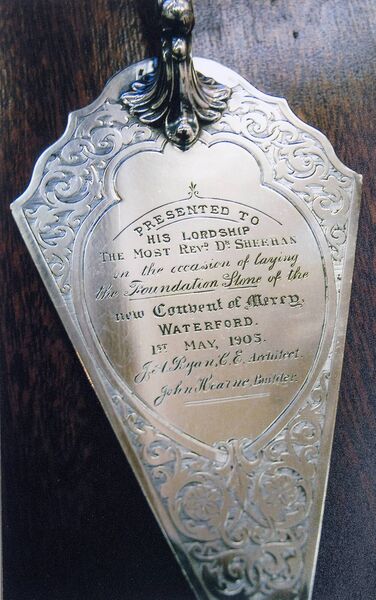 PRESENTED TO
HIS LORDSHIP
THE MOST REVD. DR. SHEEHAN
on the occasion of laying
the Foundation Stone of the
new Convent of Mercy,
WATERFORD.
1ST MAY, 1905.
J. A. Ryan, C. E. Architect.
John Hearne Builder.